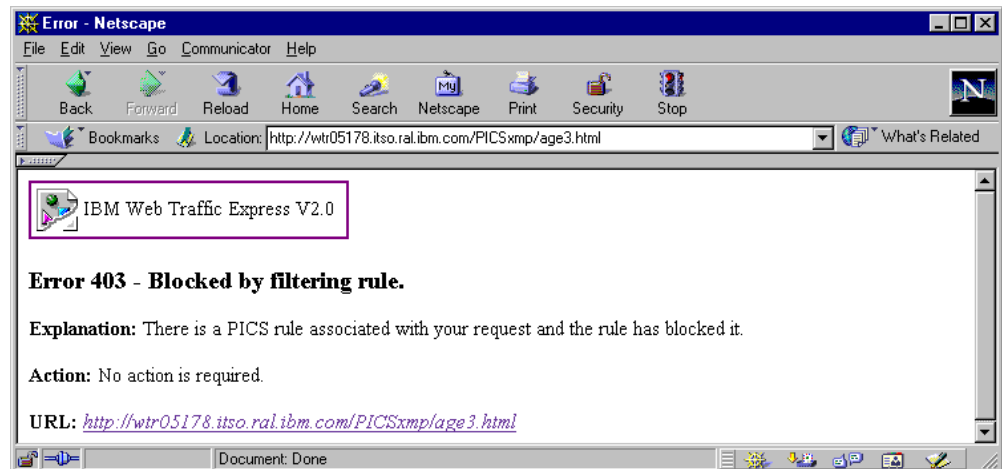 Error - Netscape
File Edit View Go Communicator Help
My
N
Back Forward Reload Home Search Netscape Print Security Stop
Bookmarks Location: http://wtr05178.itso.ral.ibm.com/PICSxmp/age3.html What's Related
IBM Web Traffic Express V2.0
Error 403 - Blocked by filtering rule.
Explanation: There is a PICS rule associated with your request and the rule has blocked it.
Action: No action is required.
URL: http://wtr05178.itso.ral.ibm.com/PICSxmp/age3.html
Document: Done